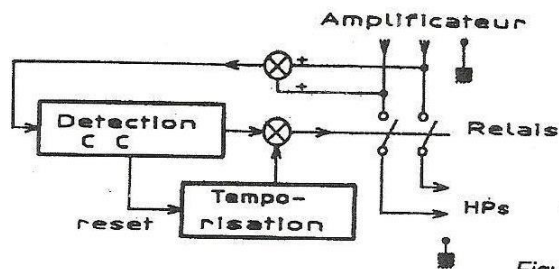 Amplificateur
+
+
Detection
C C
Relais
Tempo-
risation
reset
HPs